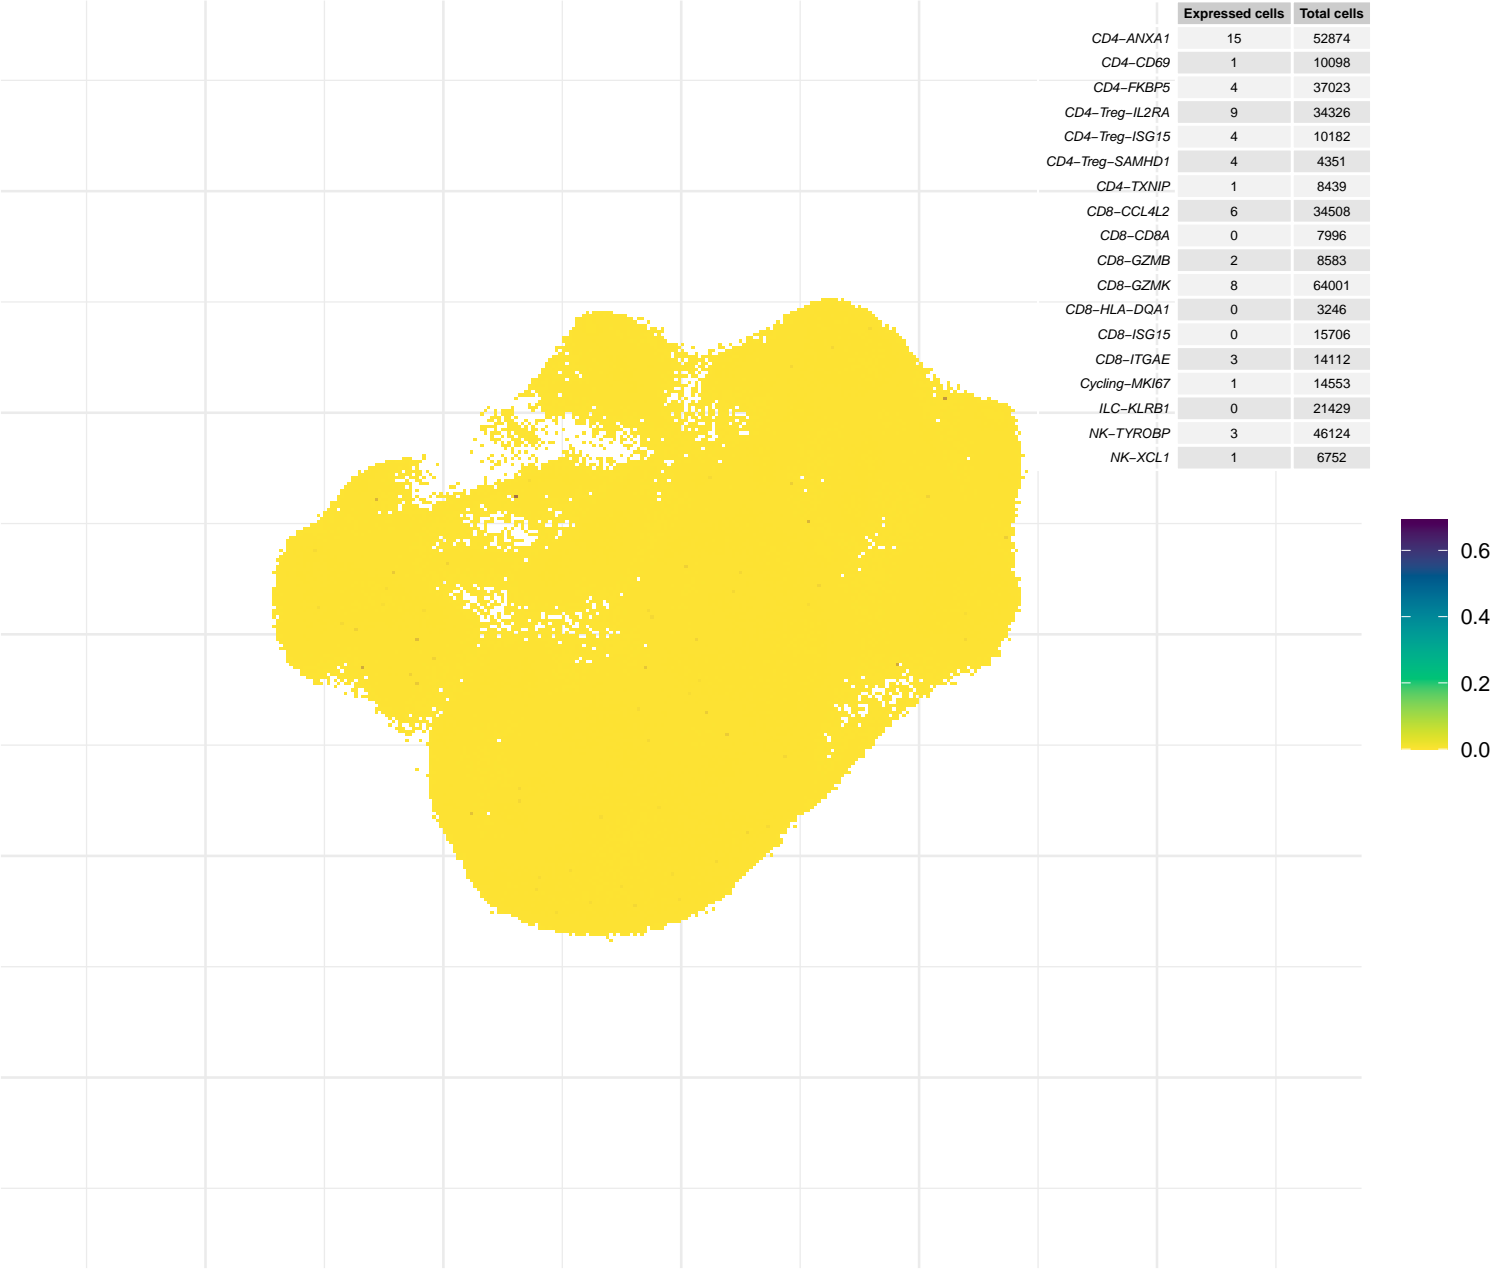 Expressed cells Total cells
CD4−ANXA1 15 52874
CD4−CD69 1 10098
CD4−FKBP5 4 37023
CD4−Treg−IL2RA 9 34326
CD4−Treg−ISG15 4 10182
CD4−Treg−SAMHD1 4 4351
CD4−TXNIP 1 8439
CD8−CCL4L2 6 34508
CD8−CD8A 0 7996
CD8−GZMB 2 8583
CD8−GZMK 8 64001
CD8−HLA−DQA1 0 3246
CD8−ISG15 0 15706
CD8−ITGAE 3 14112
Cycling−MKI67 1 14553
ILC−KLRB1 0 21429
NK−TYROBP 3 46124
NK−XCL1 1 6752
0.6
0.4
0.2
0.0